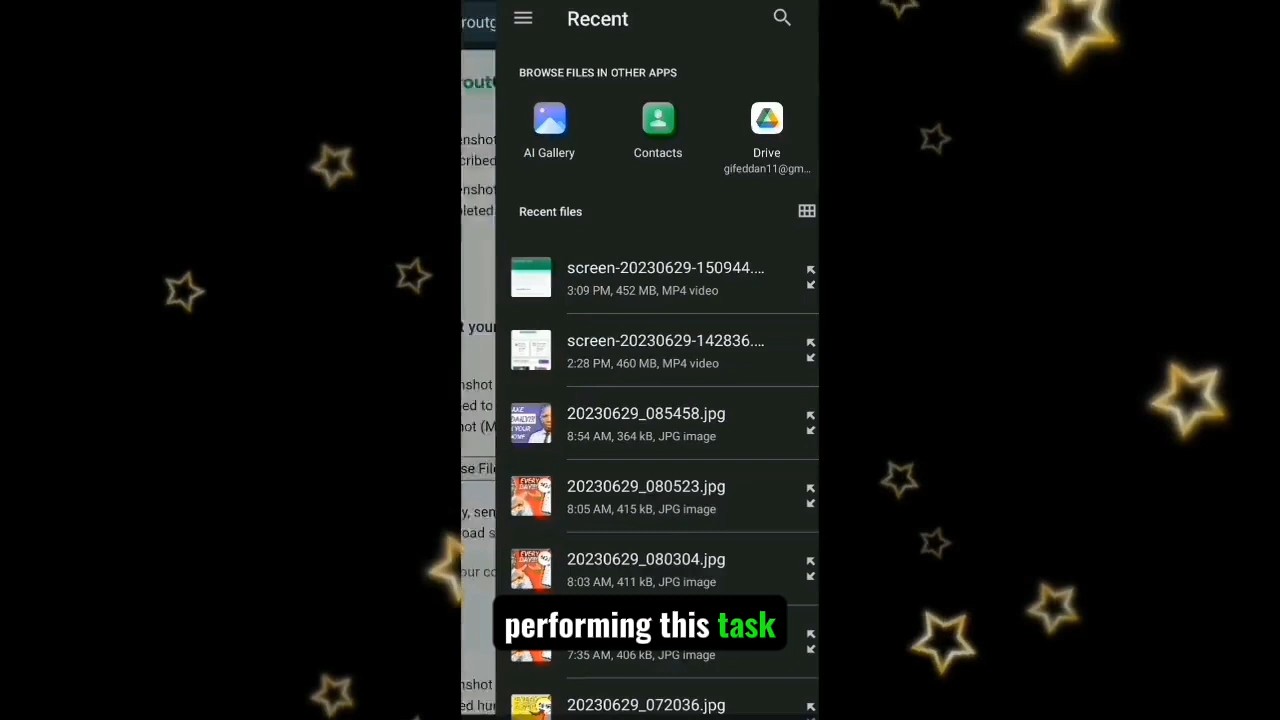 routg
Recent
BROWSE FILES IN OTHER APPS
AI Gallery
Contacts
Drive
gifeddan11@gm...
Recent files
screen-20230629-150944....
3:09 PM, 452 MB, MP4 video
screen-20230629-142836....
2:28 PM, 460 MB, MP4 video
20230629_085458.jpg
8:54 AM, 364 kB, JPG image
20230629_080523.jpg
8:05 AM, 415 kB, JPG image
20230629_080304.jpg
8:03 AM, 411 kB, JPG image
performing this task
7:35 AM, 406 kB, JPG image
20230629_072036.jpg